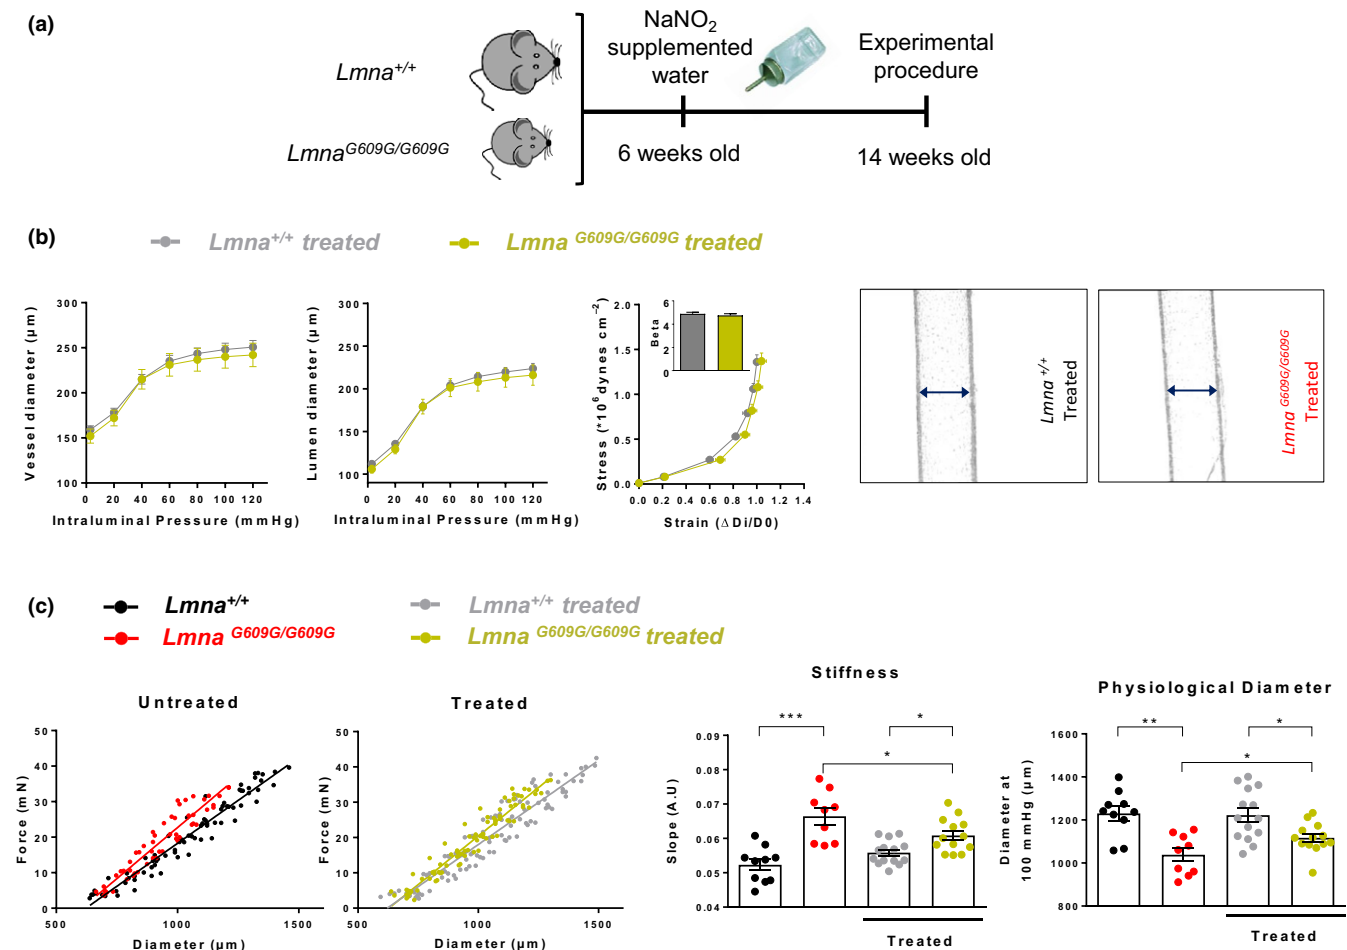 (a)
Lmna+/+
LmnaG609G/G609G
NaNO2
supplemented
water
Experimental
procedure
6 weeks old
14 weeks old
(b)
Lmna+/+ treated
Lmna G609G/G609G treated
Vessel diameter (µm)
300
250
200
150
100
0 20 40 60 80 100 120
Intraluminal Pressure (mmHg)
Lumen diameter (µm)
300
250
200
150
100
0 20 40 60 80 100 120
Intraluminal Pressure (mmHg)
Stress (*10⁶ dynes cm⁻²)
2.0
1.5
1.0
0.5
0.0
0.0 0.2 0.4 0.6 0.8 1.0 1.2 1.4
Strain (ΔDi/D0)
Beta
6
4
2
0
Lmna +/+
Treated
Lmna G609G/G609G
Treated
(c)
Lmna+/+
Lmna G609G/G609G
Lmna+/+ treated
Lmna G609G/G609G treated
Untreated
Force (mN)
50
40
30
20
10
0
500 1000 1500
Diameter (µm)
Treated
Force (mN)
50
40
30
20
10
0
500 1000 1500
Diameter (µm)
Stiffness
Slope (A.U)
0.09
0.08
0.07
0.06
0.05
0.04
***
*
*
Treated
Physiological Diameter
Diameter at
100 mmHg (µm)
1600
1400
1200
1000
800
**
*
*
Treated